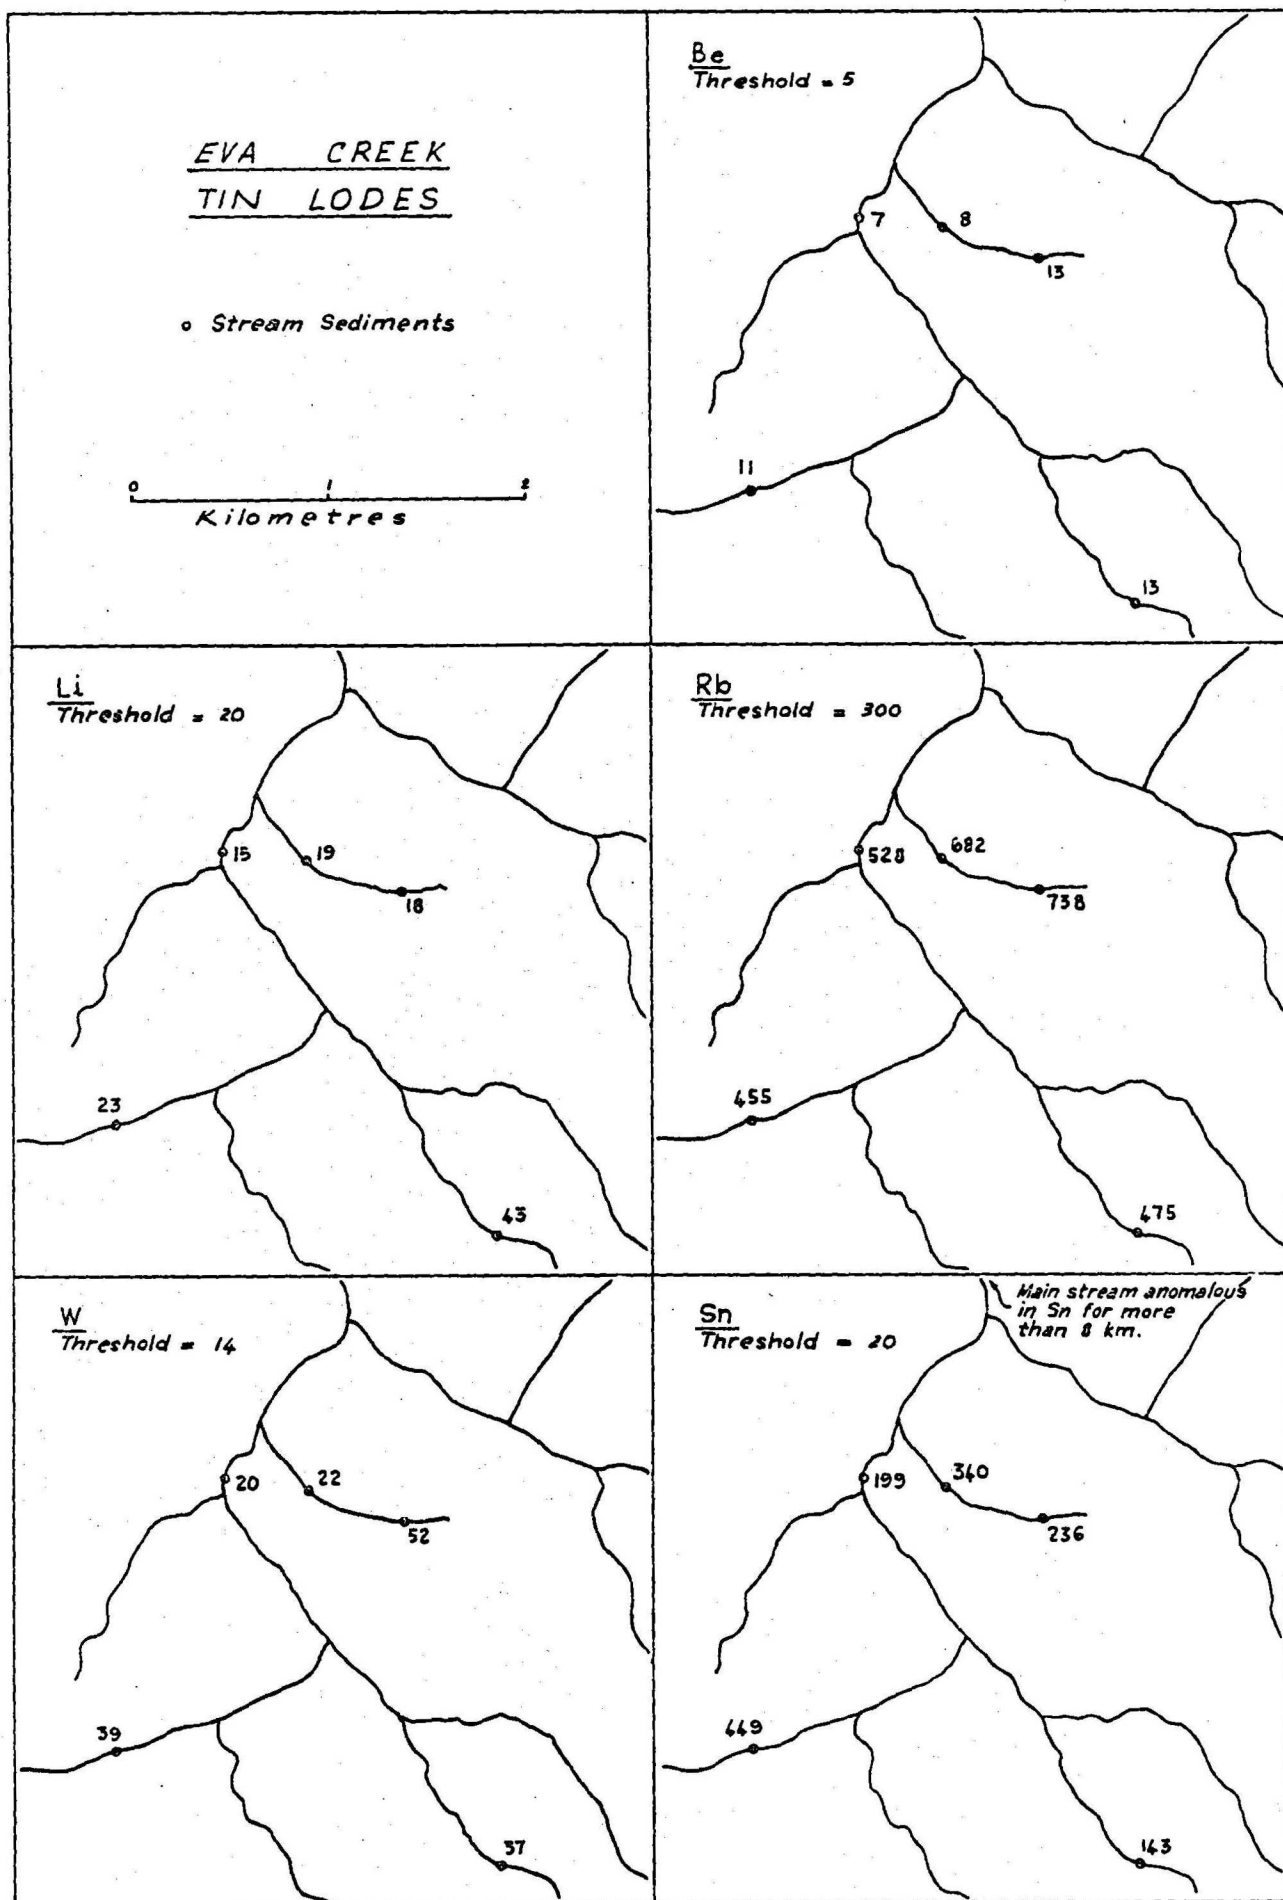 EVA CREEK
TIN LODES
o Stream Sediments
0 1 2
Kilometres
Be
Threshold = 5
7
8
13
11
13
Li
Threshold = 20
15
19
18
23
43
Rb
Threshold = 300
528
682
738
455
475
W
Threshold = 14
20
22
52
39
37
Sn
Threshold = 20
Main stream anomalous
in Sn for more
than 8 km.
199
340
236
449
143